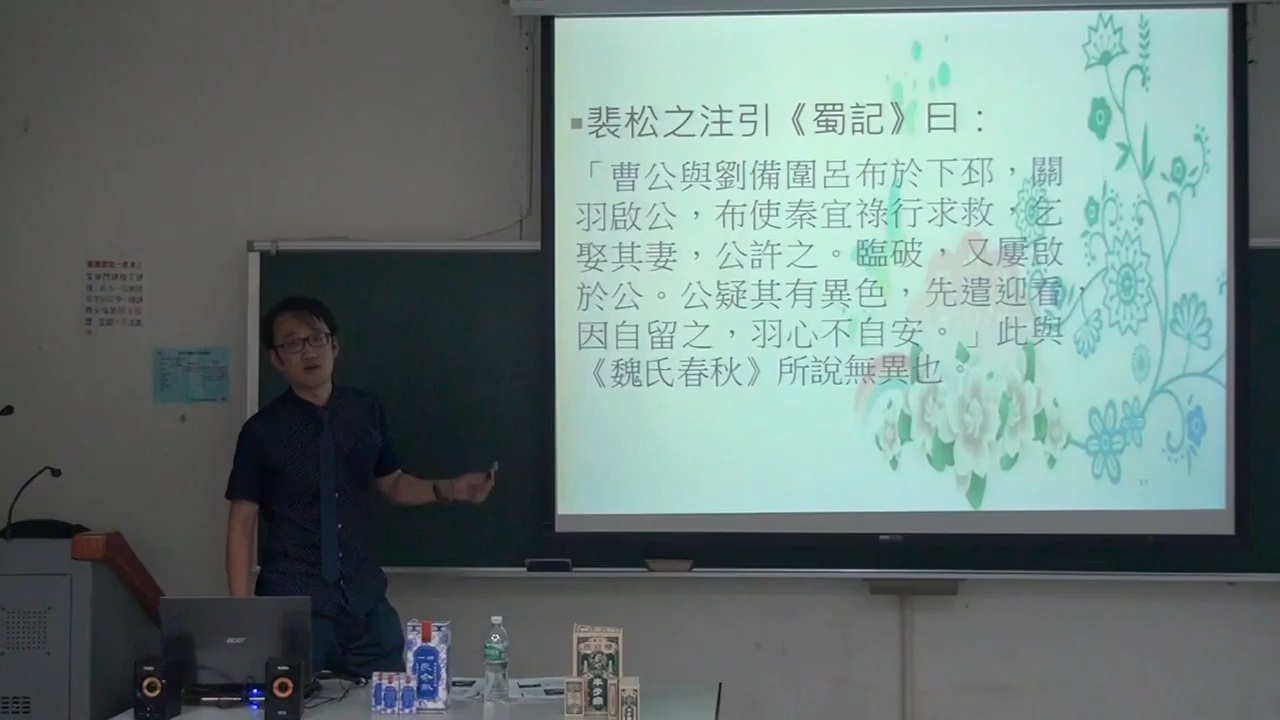 ▪裴松之注引《蜀記》曰：
「曹公與劉備圍呂布於下邳，關
羽啟公，布使秦宜祿行求救，乞
娶其妻，公許之。臨破，又屢啟
於公。公疑其有異色，先遣迎看，
因自留之，羽心不自安。」此與
《魏氏春秋》所說無異也。
acer